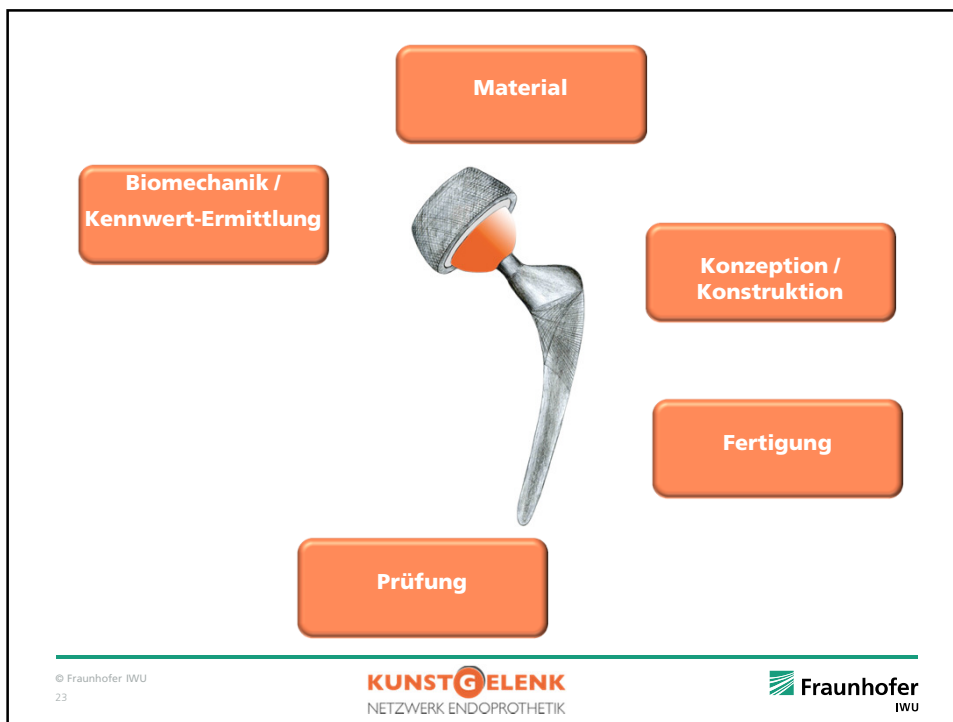 Material
Biomechanik /
Kennwert-Ermittlung
Konzeption /
Konstruktion
Fertigung
Prüfung
© Fraunhofer IWU
23
KUNSTGELENK
NETZWERK ENDOPROTHETIK
Fraunhofer
IWU